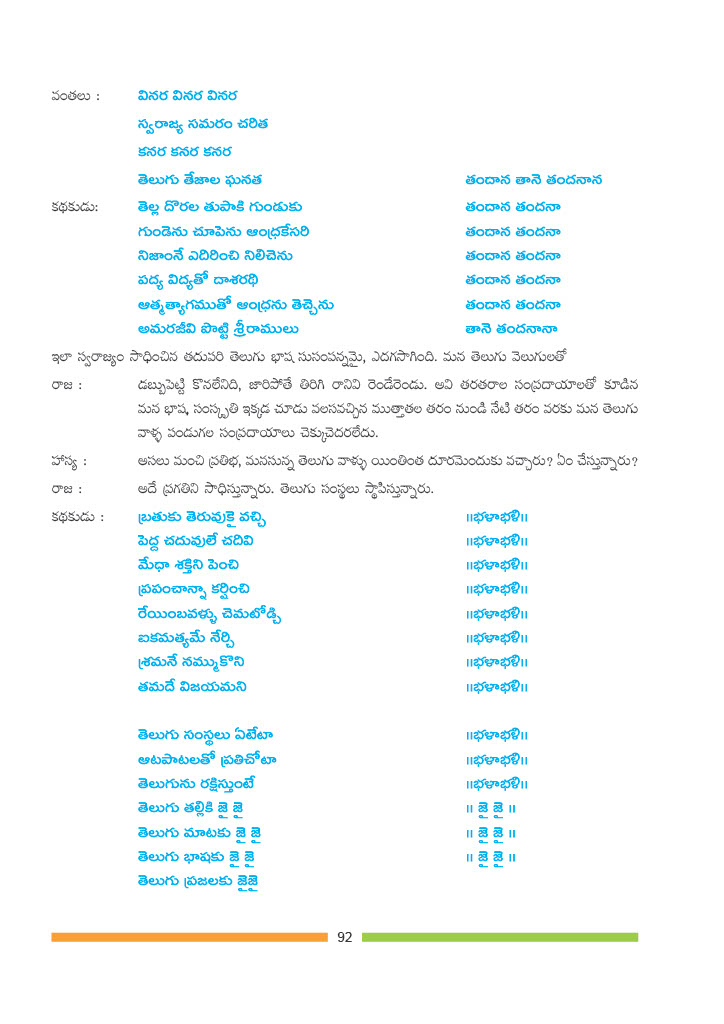 వంతలు : వినర వినర వినర
స్వరాజ్య సమరం చరిత
కనర కనర కనర
తెలుగు తేజాల ఘనత తందాన తానె తందనాన
కథకుడు: తెల్ల దొరల తుపాకి గుండుకు తందాన తందనా
గుండెను చూపెను ఆంధ్రకేసరి తందాన తందనా
నిజాంనే ఎదిరించి నిలిచెను తందాన తందనా
పద్య విద్యతో దాశరథి తందాన తందనా
ఆత్మత్యాగముతో ఆంధ్రను తెచ్చెను తందాన తందనా
అమరజీవి పొట్టి శ్రీరాములు తానె తందనానా
ఇలా స్వరాజ్యం సాధించిన తదుపరి తెలుగు భాష సుసంపన్నమై, ఎదగసాగింది. మన తెలుగు వెలుగులతో
రాజ : డబ్బుపెట్టి కొనలేనిది, జారిపోతే తిరిగి రానివి రెండేరెండు. అవి తరతరాల సంప్రదాయాలతో కూడిన
మన భాష, సంస్కృతి ఇక్కడ చూడు వలసవచ్చిన ముత్తాతల తరం నుండి నేటి తరం వరకు మన తెలుగు
వాళ్ళ పండుగల సంప్రదాయాలు చెక్కుచెదరలేదు.
హాస్య : అసలు మంచి ప్రతిభ, మనసున్న తెలుగు వాళ్ళు యింతింత దూరమెందుకు వచ్చారు? ఏం చేస్తున్నారు?
రాజ : అదే ప్రగతిని సాధిస్తున్నారు. తెలుగు సంస్థలు స్థాపిస్తున్నారు.
కథకుడు : బ్రతుకు తెరువుకై వచ్చి ॥భళాభళి॥
పెద్ద చదువులే చదివి ॥భళాభళి॥
మేధా శక్తిని పెంచి ॥భళాభళి॥
ప్రపంచాన్నా కర్షించి ॥భళాభళి॥
రేయింబవళ్ళు చెమటోడ్చి ॥భళాభళి॥
ఐకమత్యమే నేర్చి ॥భళాభళి॥
శ్రమనే నమ్ముకొని ॥భళాభళి॥
తమదే విజయమని ॥భళాభళి॥
తెలుగు సంస్థలు ఏటేటా ॥భళాభళి॥
ఆటపాటలతో ప్రతిచోటా ॥భళాభళి॥
తెలుగును రక్షిస్తుంటే ॥భళాభళి॥
తెలుగు తల్లికి జై జై ॥ జై జై ॥
తెలుగు మాటకు జై జై ॥ జై జై ॥
తెలుగు భాషకు జై జై ॥ జై జై ॥
తెలుగు ప్రజలకు జైజై
92